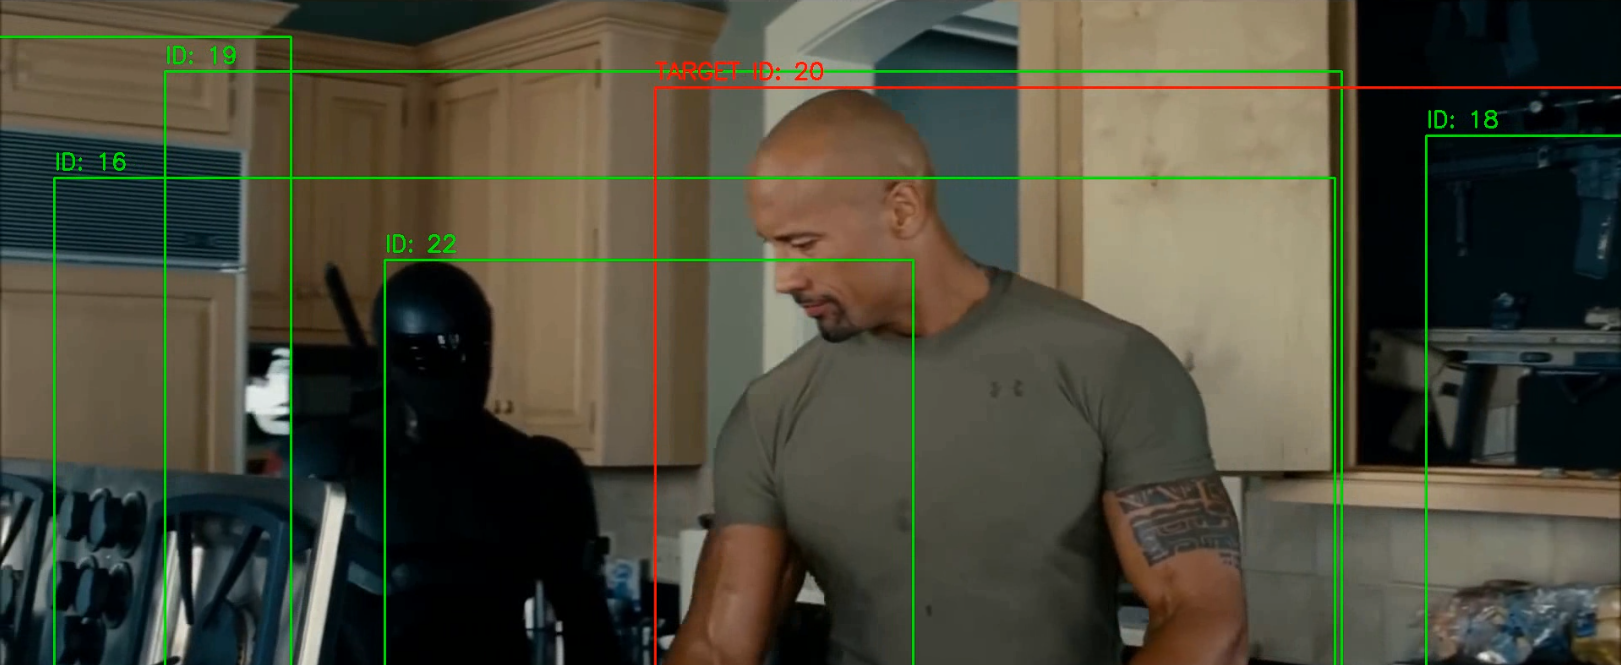 ID: 19
TARGET ID: 20
ID: 18
ID: 16
ID: 22